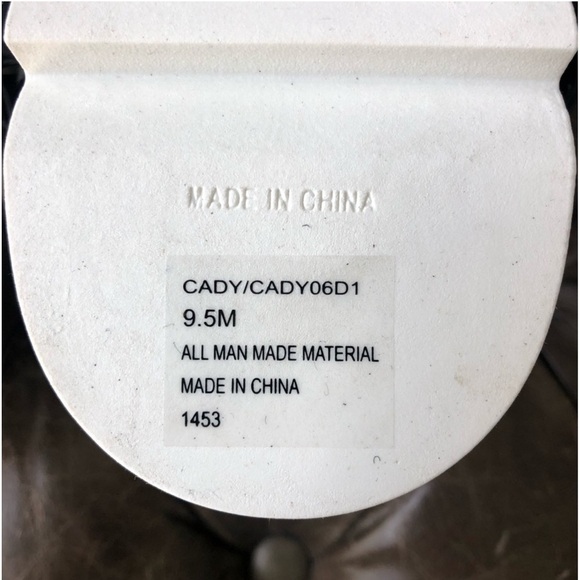 MADE IN CHINA
CADY/CADY06D1
9.5M
ALL MAN MADE MATERIAL
MADE IN CHINA
1453